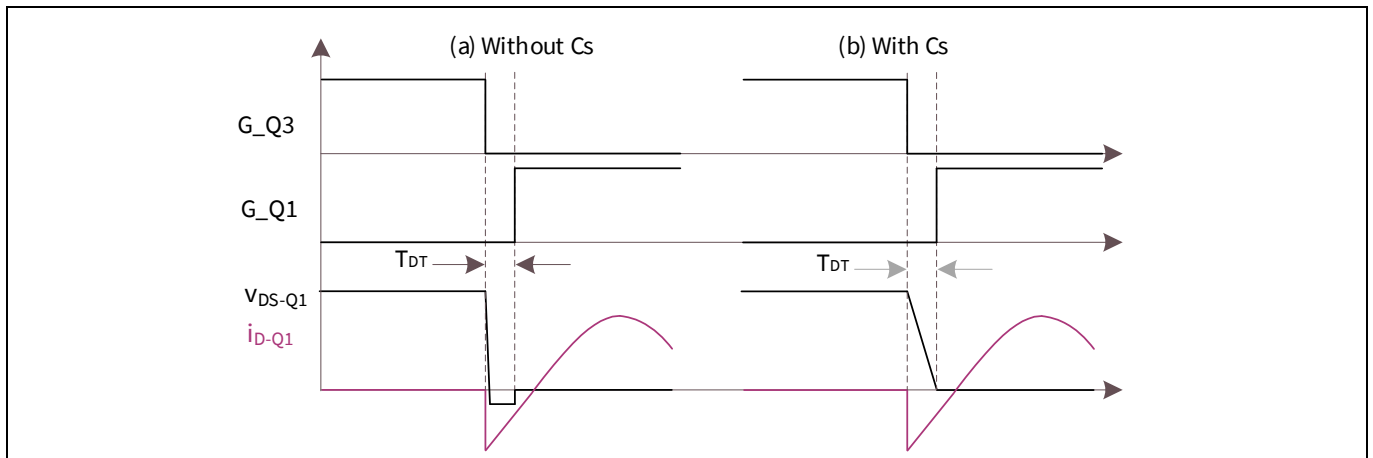 (a) Without Cs
(b) With Cs
G_Q3
G_Q1
TDT
TDT
vDS-Q1
iD-Q1